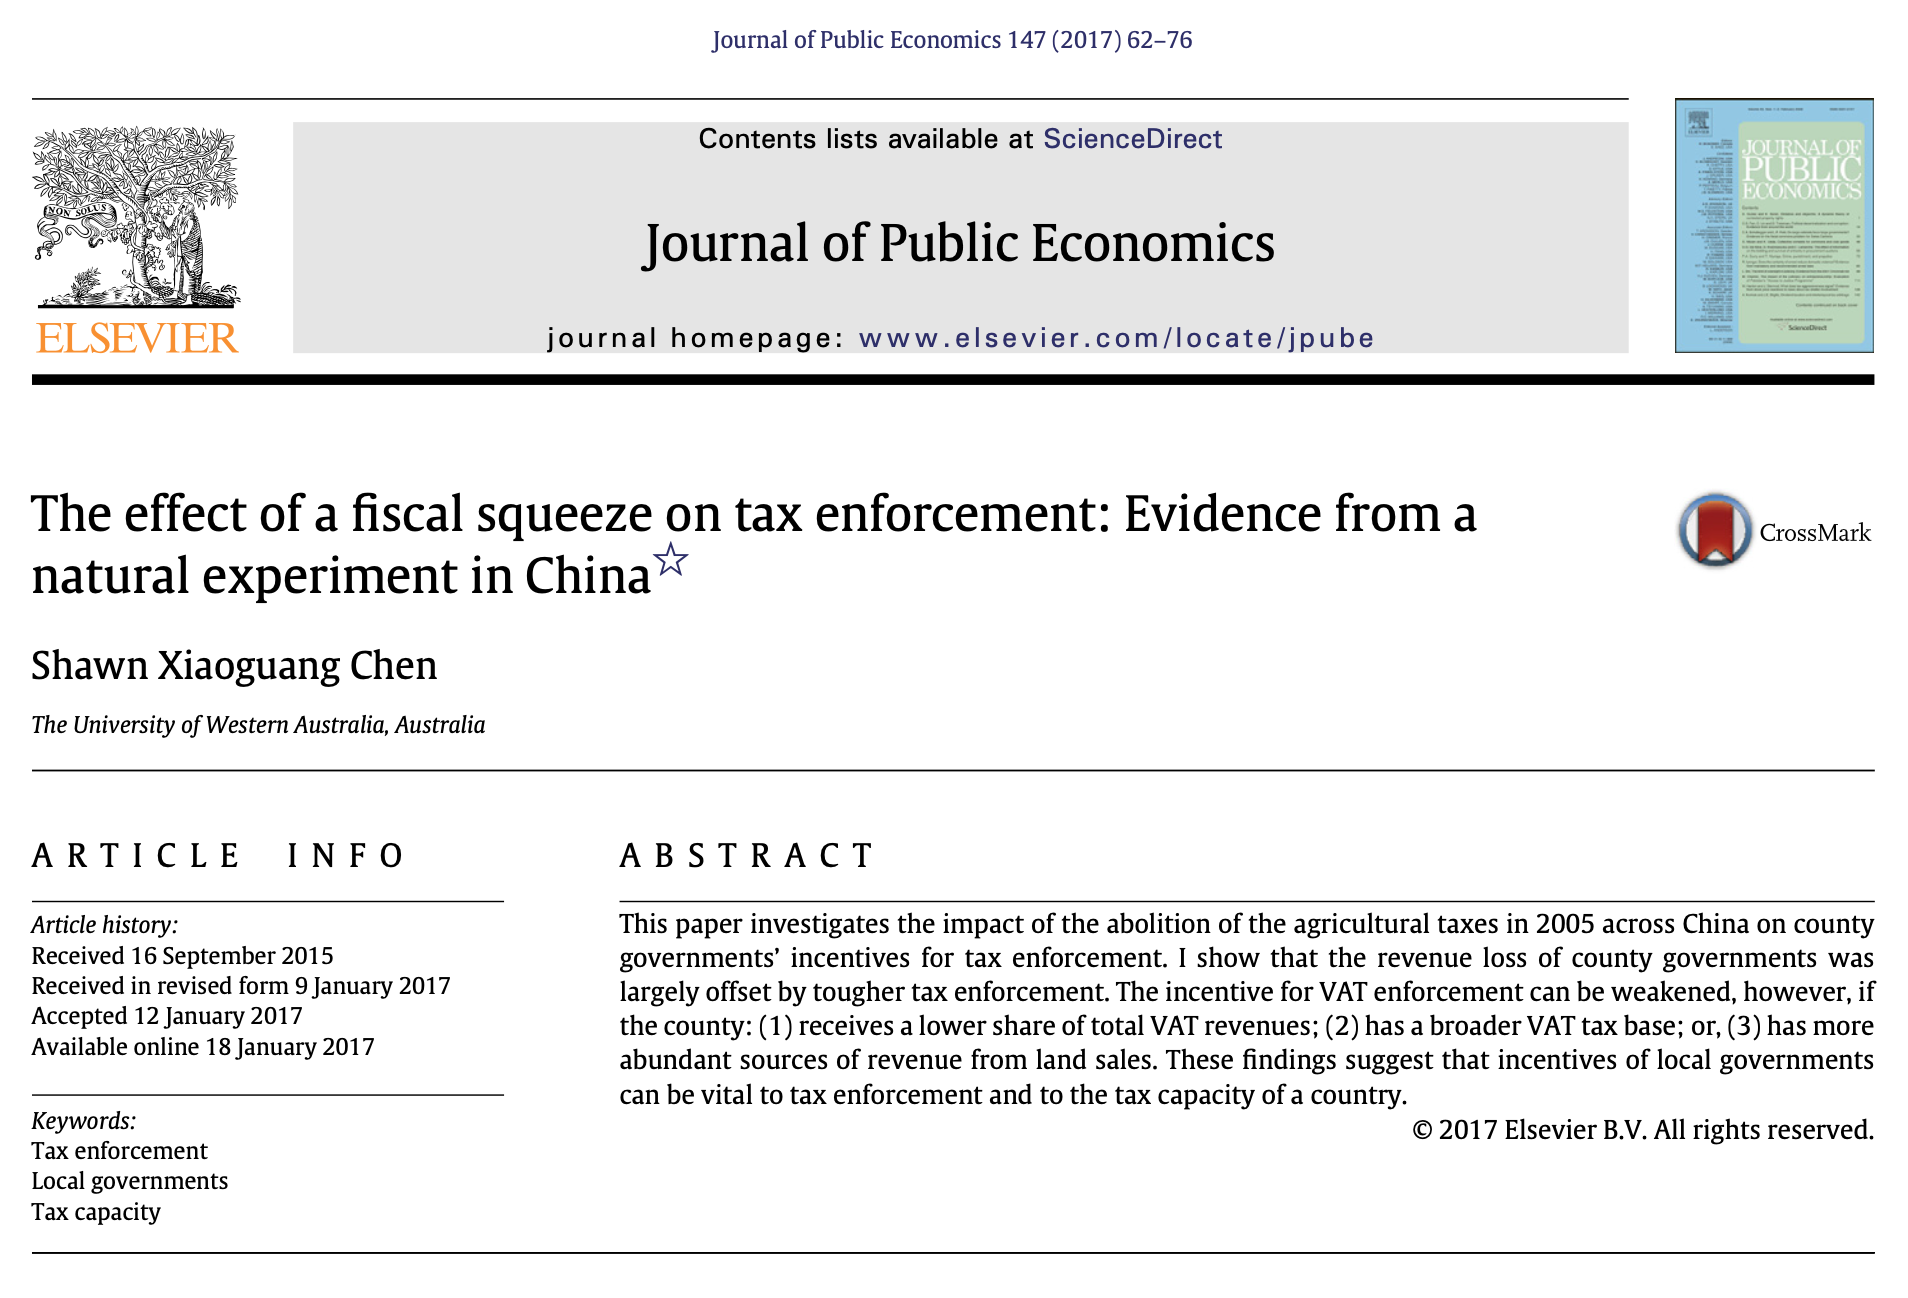 Journal of Public Economics 147 (2017) 62–76
Contents lists available at ScienceDirect
Journal of Public Economics
journal homepage: www.elsevier.com/locate/jpube
NON SOLUS
ELSEVIER
JOURNAL OF
PUBLIC
ECONOMICS
ScienceDirect
The effect of a fiscal squeeze on tax enforcement: Evidence from a
natural experiment in China☆
CrossMark
Shawn Xiaoguang Chen
The University of Western Australia, Australia
ARTICLE INFO
Article history:
Received 16 September 2015
Received in revised form 9 January 2017
Accepted 12 January 2017
Available online 18 January 2017
Keywords:
Tax enforcement
Local governments
Tax capacity
ABSTRACT
This paper investigates the impact of the abolition of the agricultural taxes in 2005 across China on county
governments’ incentives for tax enforcement. I show that the revenue loss of county governments was
largely offset by tougher tax enforcement. The incentive for VAT enforcement can be weakened, however, if
the county: (1) receives a lower share of total VAT revenues; (2) has a broader VAT tax base; or, (3) has more
abundant sources of revenue from land sales. These findings suggest that incentives of local governments
can be vital to tax enforcement and to the tax capacity of a country.
© 2017 Elsevier B.V. All rights reserved.